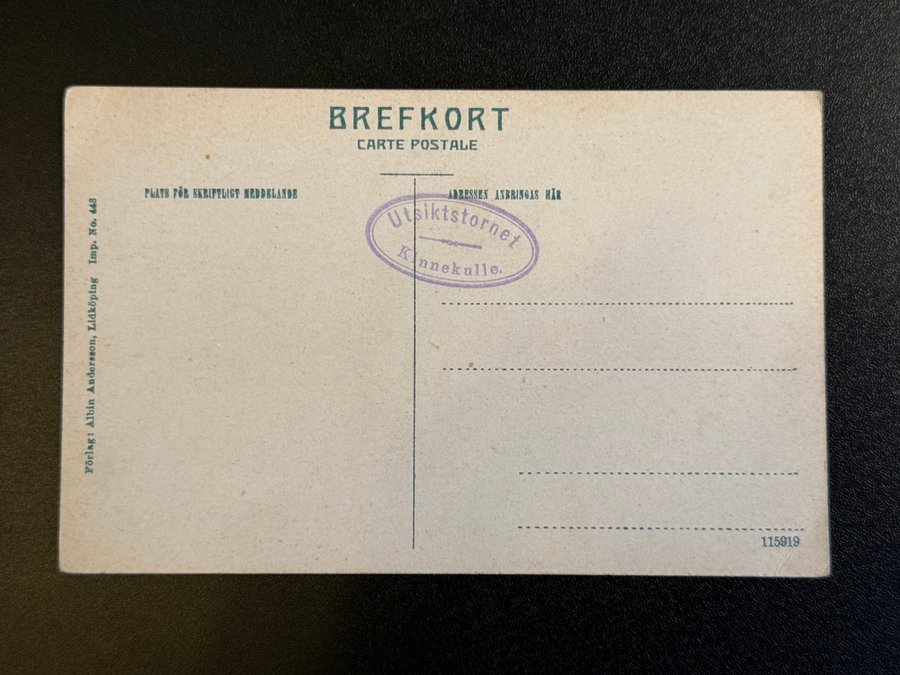 BREFKORT
CARTE POSTALE
PLATS FÖR SKRIFTLIGT MEDDELANDE
ADRESSEN ANBRINGAS HÄR
Utsiktstornet
Kinnekulle.
Förlag: Albin Andersson, Lidköping Imp. No. 443
115919